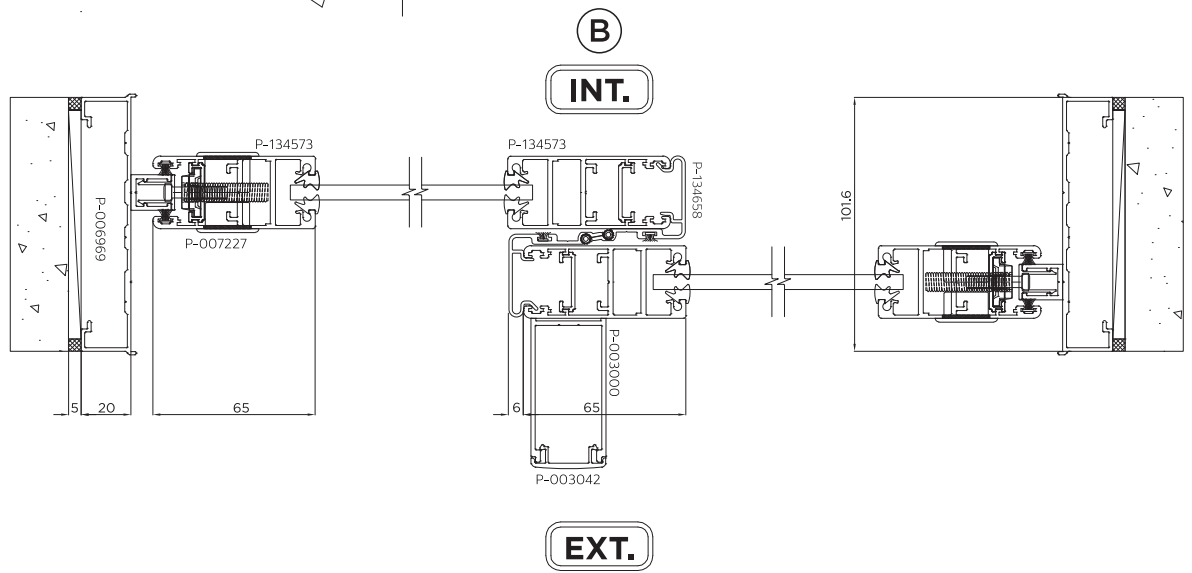 B
INT.
P-134573
P-134573
P-134658
P-006969
P-007227
101.6
P-003000
5
20
65
6
65
P-003042
EXT.